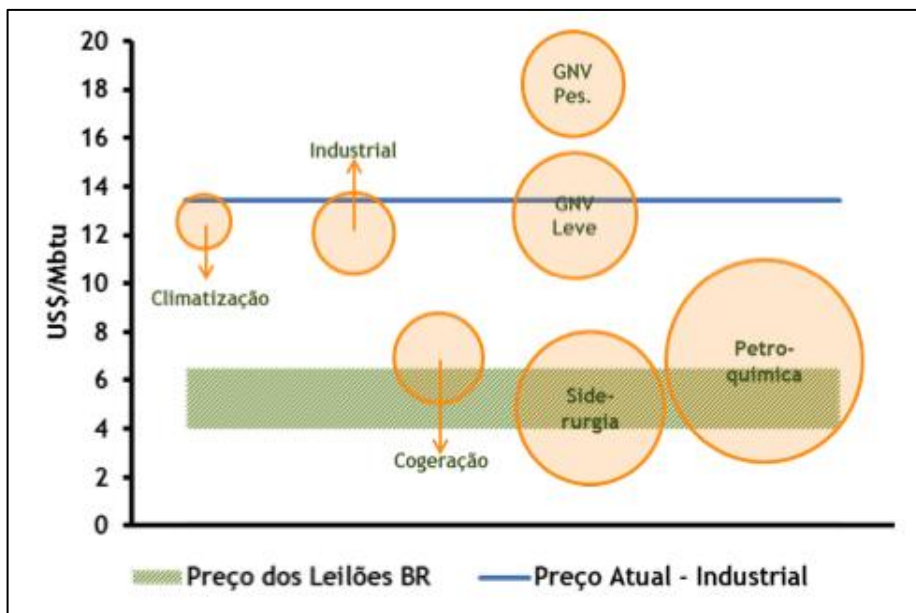 20
18
16
14
12
10
8
6
4
2
0
US$/Mbtu
GNV
Pes.
Industrial
GNV
Leve
Climatização
Petro-
quimica
Side-
rurgia
Cogeração
Preço dos Leilões BR
Preço Atual - Industrial